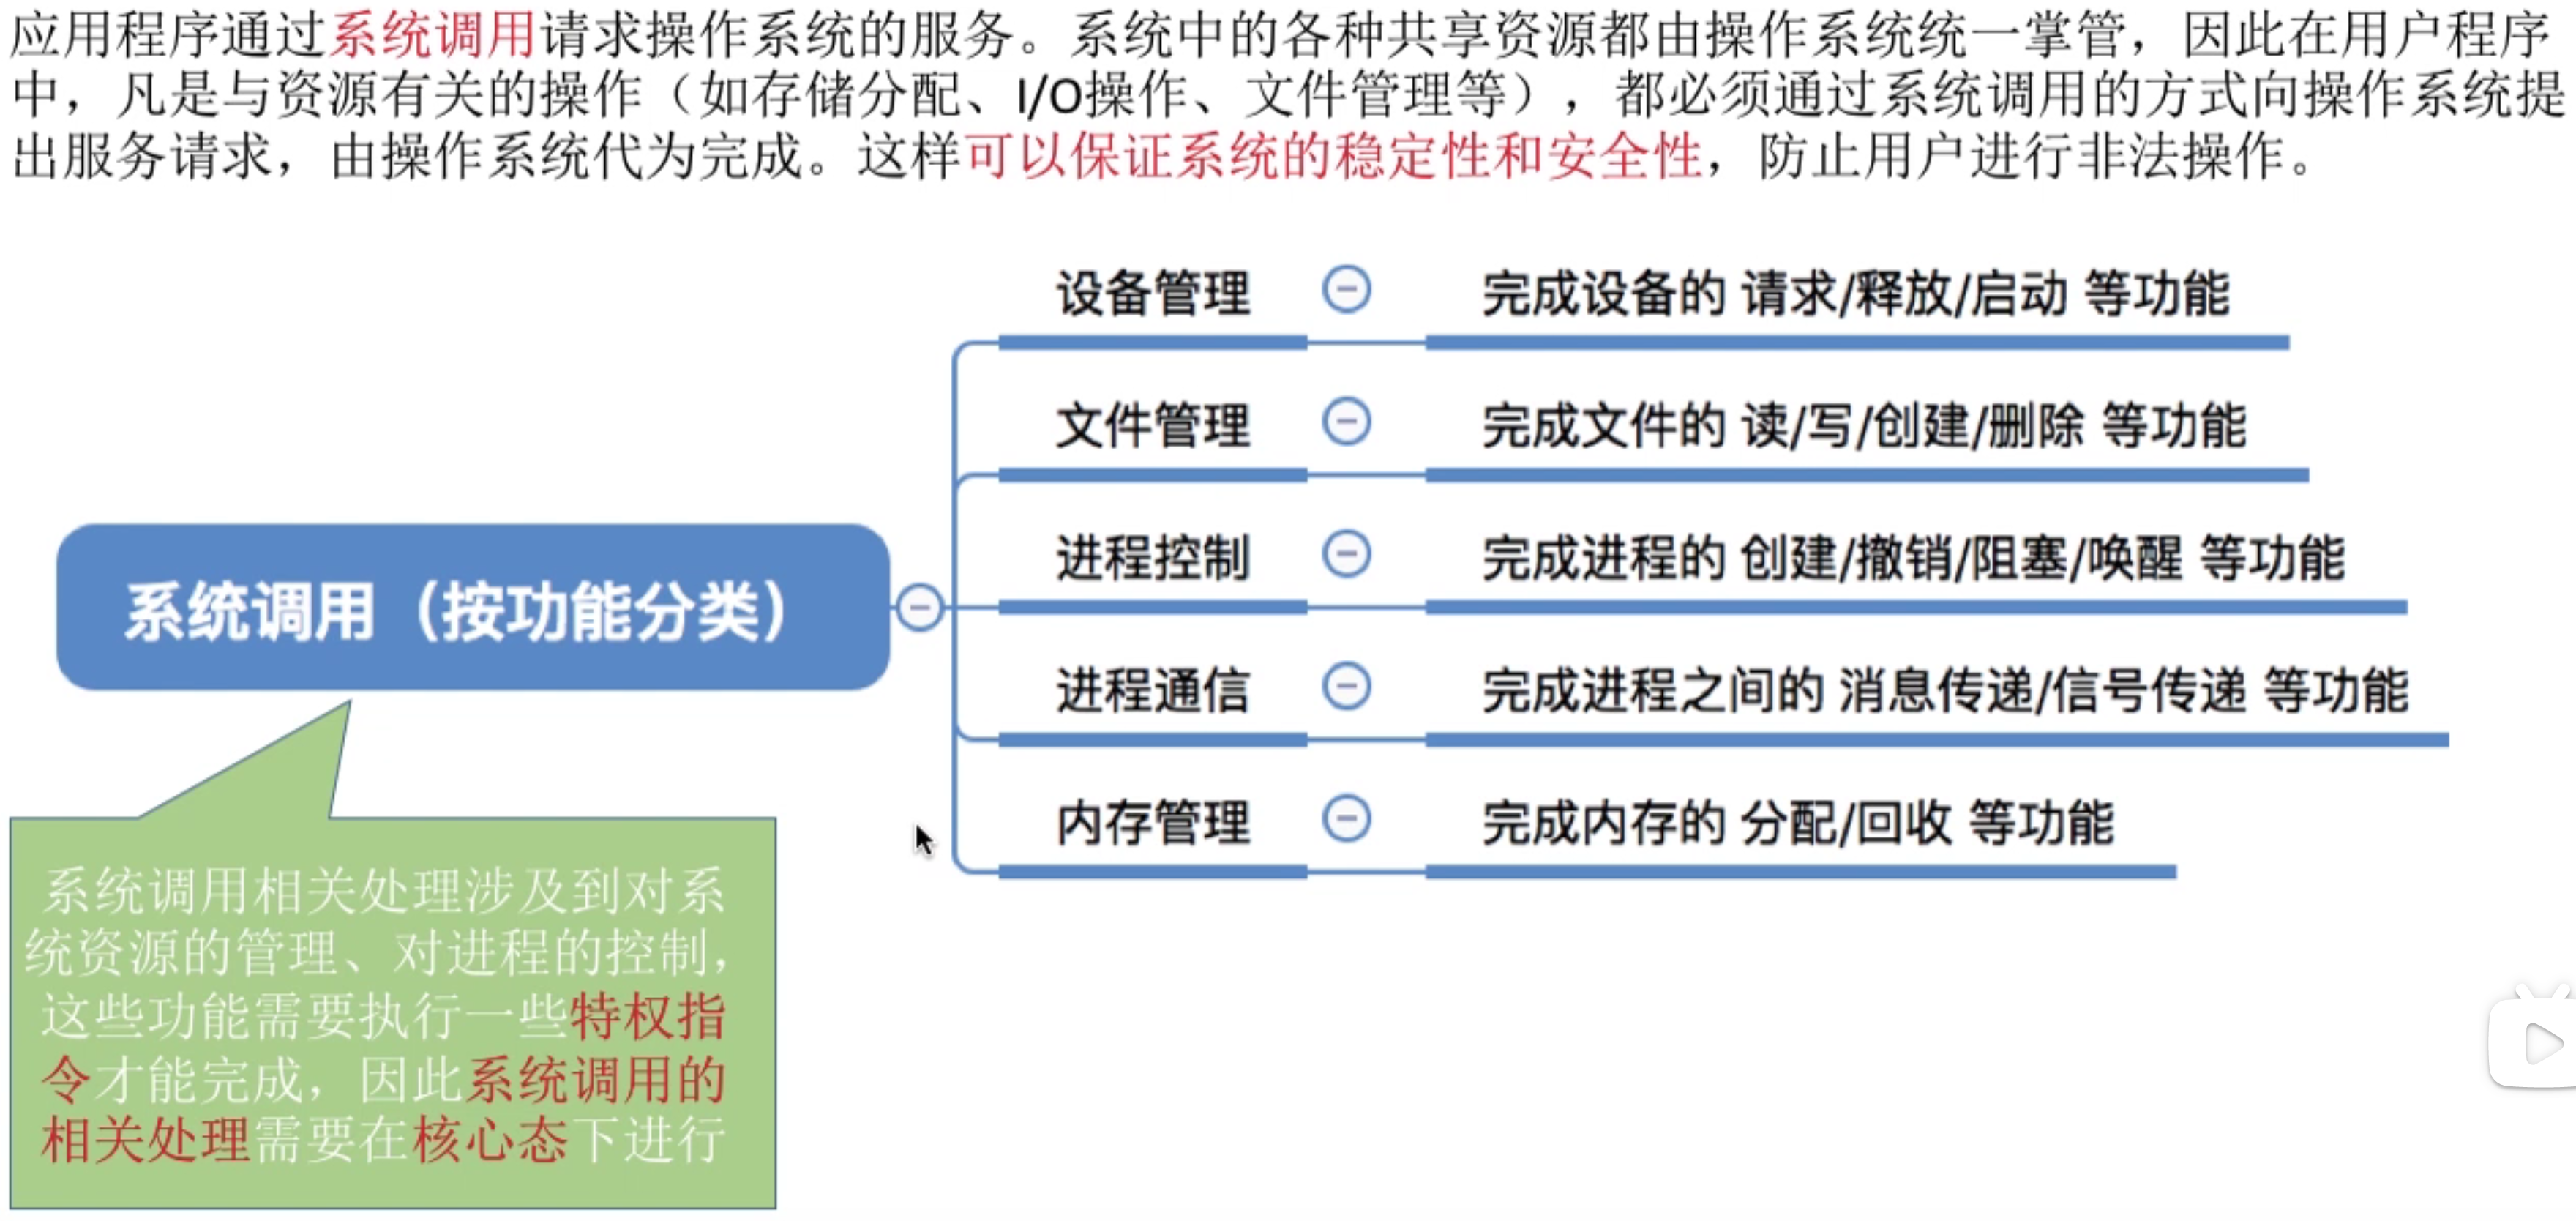 应用程序通过系统调用请求操作系统的服务。系统中的各种共享资源都由操作系统统一掌管，因此在用户程序
中，凡是与资源有关的操作（如存储分配、I/O操作、文件管理等），都必须通过系统调用的方式向操作系统提
出服务请求，由操作系统代为完成。这样可以保证系统的稳定性和安全性，防止用户进行非法操作。
设备管理 完成设备的 请求/释放/启动 等功能
文件管理 完成文件的 读/写/创建/删除 等功能
进程控制 完成进程的 创建/撤销/阻塞/唤醒 等功能
系统调用（按功能分类）
进程通信 完成进程之间的 消息传递/信号传递 等功能
内存管理 完成内存的 分配/回收 等功能
系统调用相关处理涉及到对系
统资源的管理、对进程的控制，
这些功能需要执行一些特权指
令才能完成，因此系统调用的
相关处理需要在核心态下进行